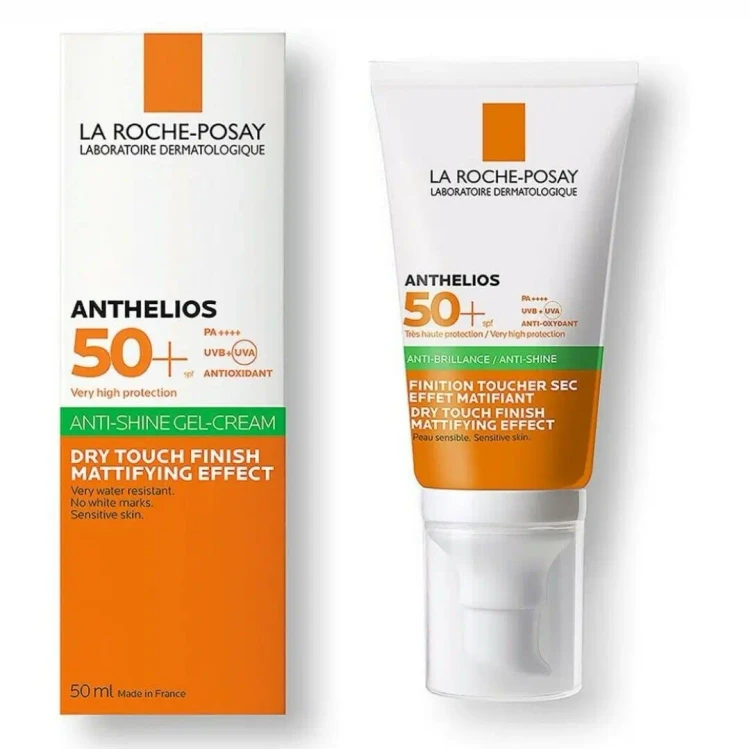 LA ROCHE-POSAY
LABORATOIRE DERMATOLOGIQUE
ANTHELIOS
50+
spf
PA++++
UVB+UVA
ANTIOXIDANT
Very high protection
ANTI-SHINE GEL-CREAM
DRY TOUCH FINISH
MATTIFYING EFFECT
Very water resistant.
No white marks.
Sensitive skin.
50 ml Made in France
LA ROCHE-POSAY
LABORATOIRE DERMATOLOGIQUE
ANTHELIOS
50+
spf
PA++++
UVB+UVA
ANTI-OXYDANT
Très haute protection / Very high protection
ANTI-BRILLANCE / ANTI-SHINE
FINITION TOUCHER SEC
EFFET MATIFIANT
DRY TOUCH FINISH
MATTIFYING EFFECT
Peau sensible. Sensitive skin.